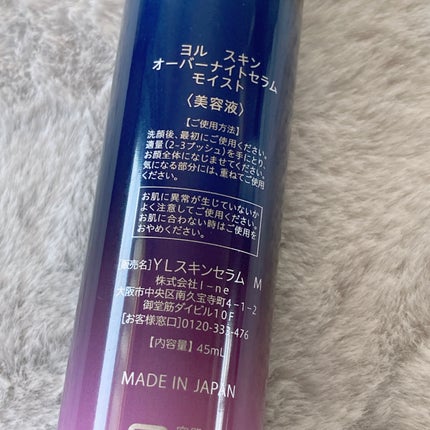 ヨル スキン
オーバーナイトセラム
モイスト
〈美容液〉
【ご使用方法】
洗顔後、最初にご使用ください。
適量(2~3プッシュ)を手にとり、
お顔全体になじませてください。
気になる部分には、重ねてご使用
ください。
お肌に異常が生じていないか
よく注意してご使用ください。
お肌に合わない時はご使用を
おやめください。
[販売名]YLスキンセラム M
株式会社I-ne
大阪市中央区南久宝寺町4-1-2
御堂筋ダイビル10F
[お客様窓口]0120-333-476
【内容量】45mL
MADE IN JAPAN